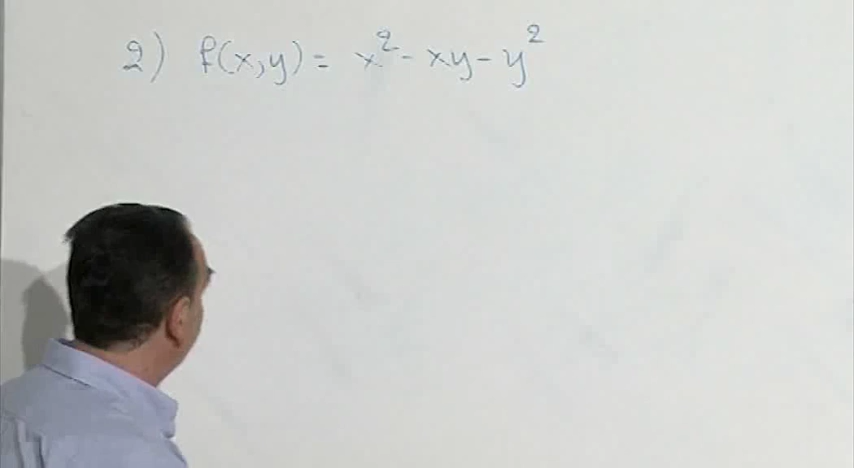 2) f(x,y) = x² - xy - y²